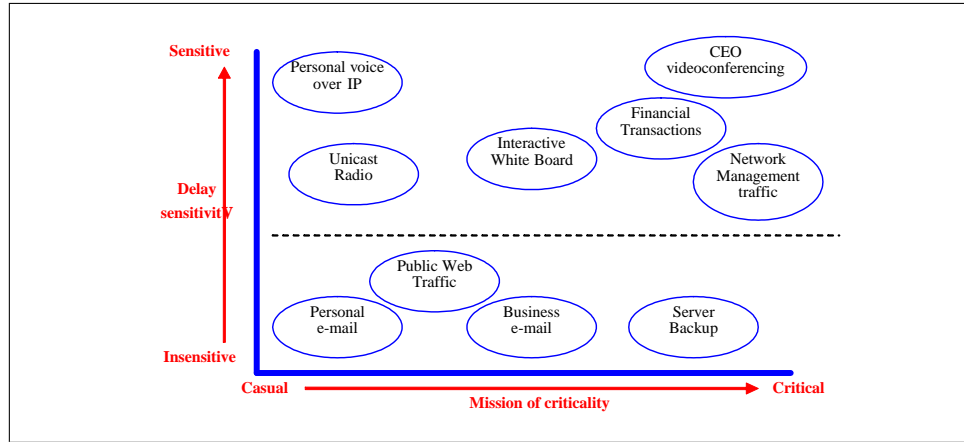 Sensitive
Personal voice
over IP
CEO
videoconferencing
Financial
Transactions
Unicast
Radio
Interactive
White Board
Network
Management
traffic
Delay
sensitivitV
Public Web
Traffic
Personal
e-mail
Business
e-mail
Server
Backup
Insensitive
Casual
Critical
Mission of criticality